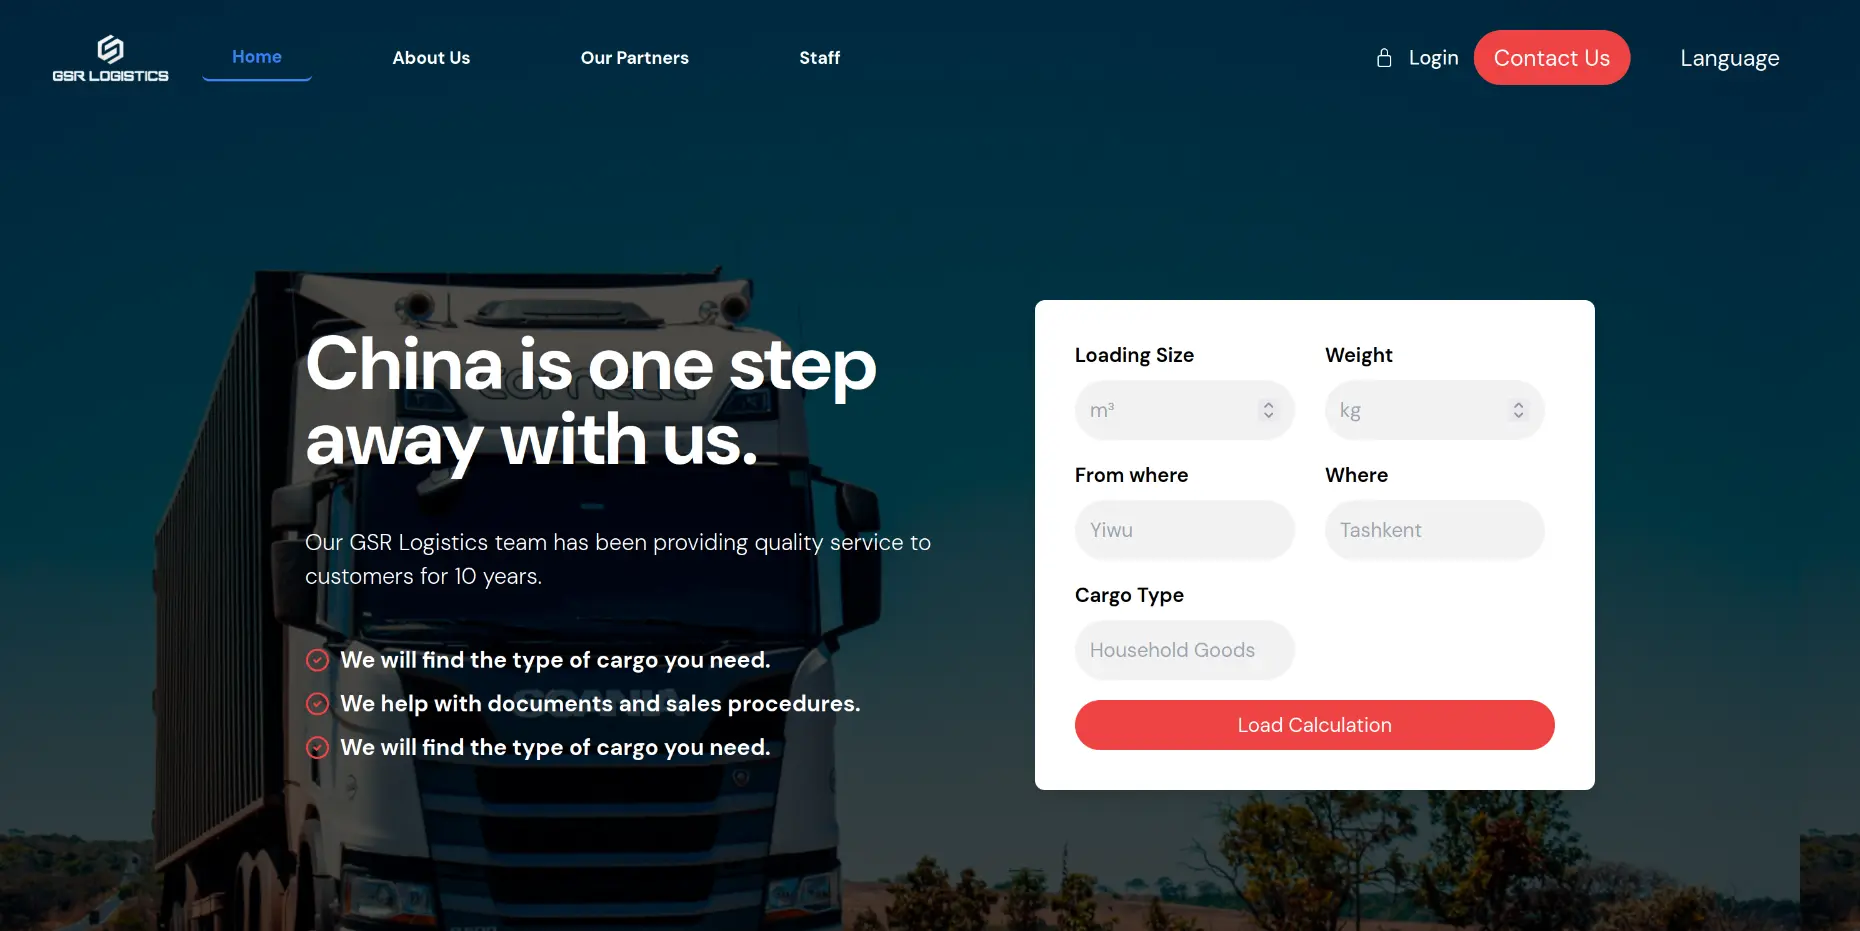 GSR LOGISTICS
Home
About Us
Our Partners
Staff
Login
Contact Us
Language
China is one step
away with us.
Our GSR Logistics team has been providing quality service to
customers for 10 years.
We will find the type of cargo you need.
We help with documents and sales procedures.
We will find the type of cargo you need.
Loading Size
Weight
m³
kg
From where
Where
Yiwu
Tashkent
Cargo Type
Household Goods
Load Calculation
SCANIA